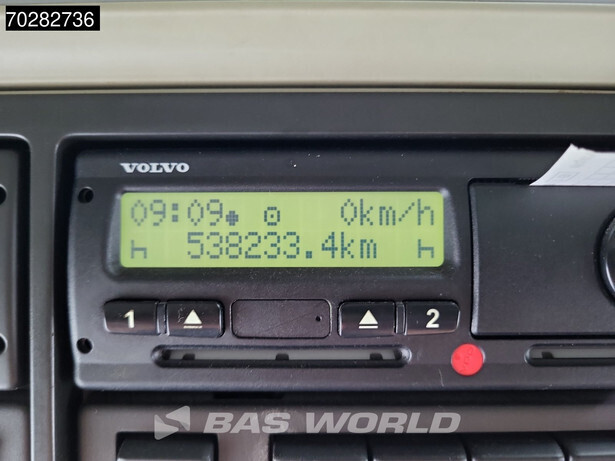 70282736
VOLVO
09:09 0km/h
538233.4km
1 2
BAS WORLD